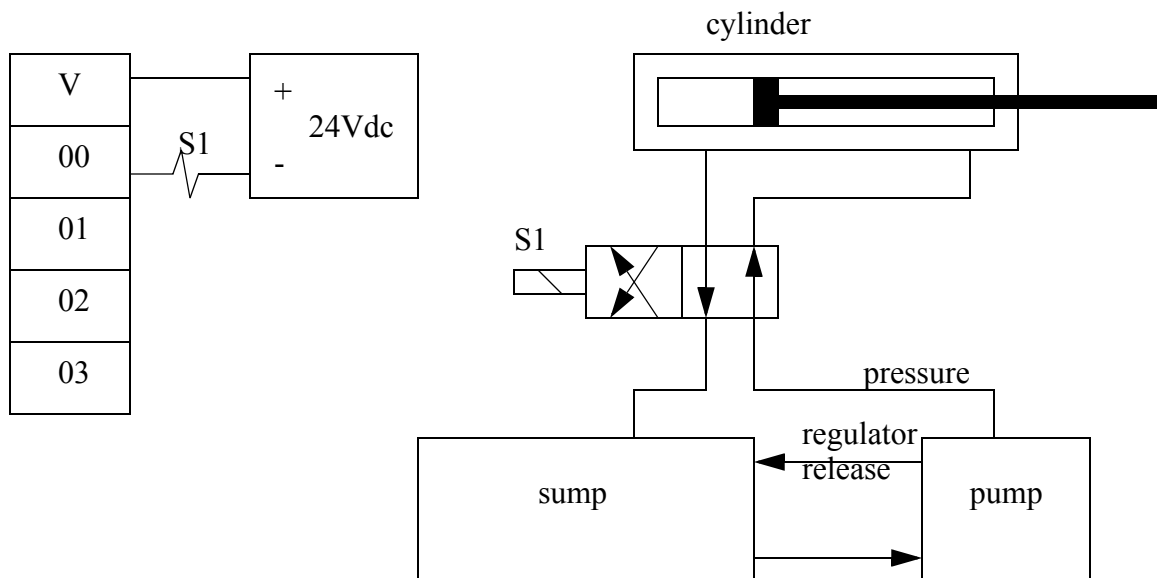 cylinder
V
+
24Vdc
-
S1
00
01
02
03
S1
pressure
regulator
release
sump
pump